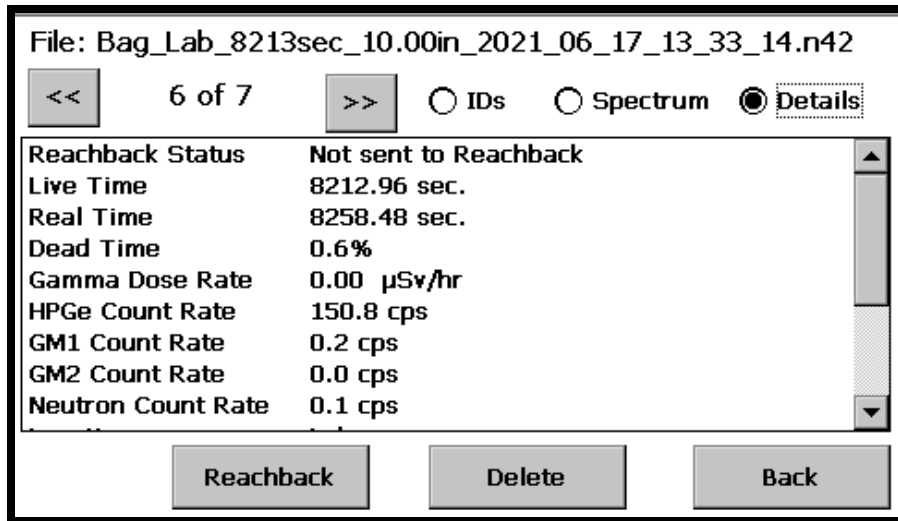 File: Bag_Lab_8213sec_10.00in_2021_06_17_13_33_14.n42
<< 6 of 7 >> IDs Spectrum Details
Reachback Status Not sent to Reachback
Live Time 8212.96 sec.
Real Time 8258.48 sec.
Dead Time 0.6%
Gamma Dose Rate 0.00 µSv/hr
HPGe Count Rate 150.8 cps
GM1 Count Rate 0.2 cps
GM2 Count Rate 0.0 cps
Neutron Count Rate 0.1 cps
Reachback Delete Back